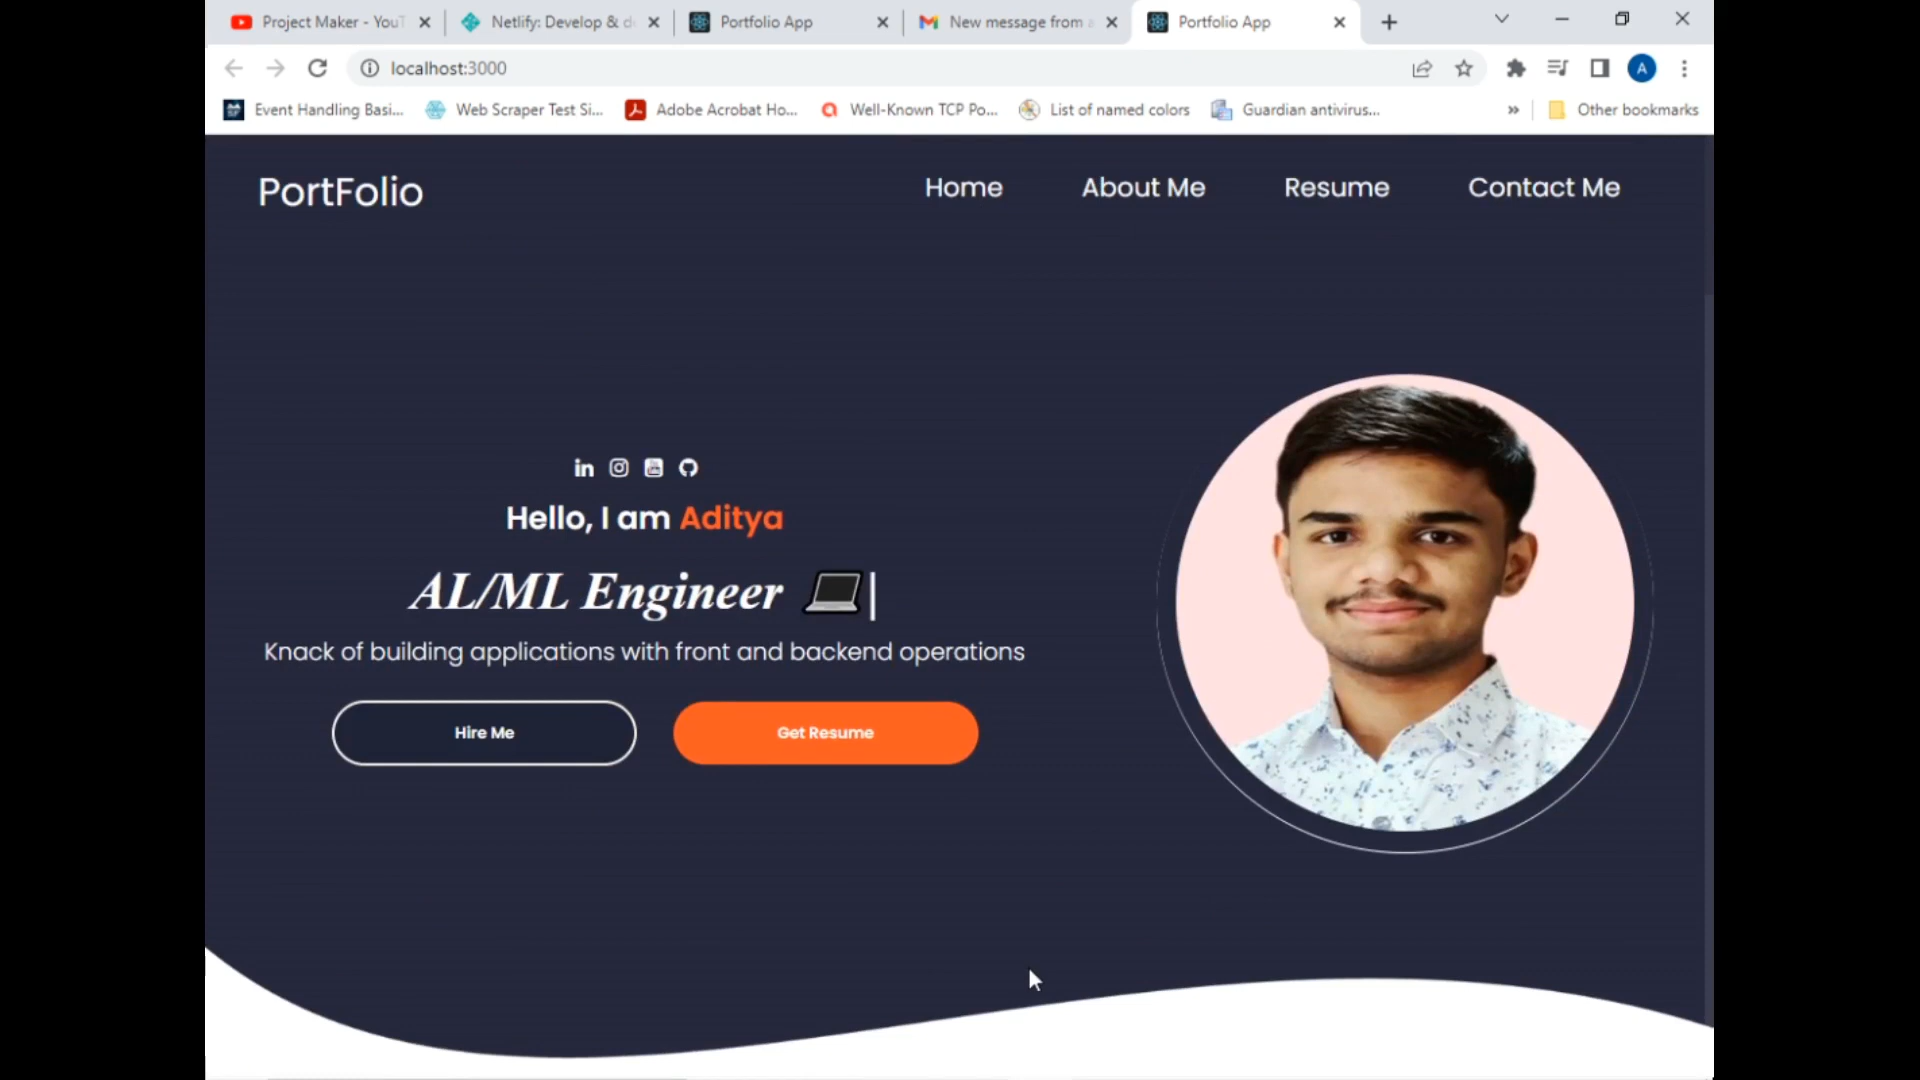 Project Maker - YouT
Netlify: Develop & d
Portfolio App
New message from a
Portfolio App
localhost:3000
A
Event Handling Basi...
Web Scraper Test Si...
Adobe Acrobat Ho...
Well-Known TCP Po...
List of named colors
Guardian antivirus...
»
Other bookmarks
PortFolio
Home
About Me
Resume
Contact Me
Hello, I am Aditya
AL/ML Engineer 💻|
Knack of building applications with front and backend operations
Hire Me
Get Resume